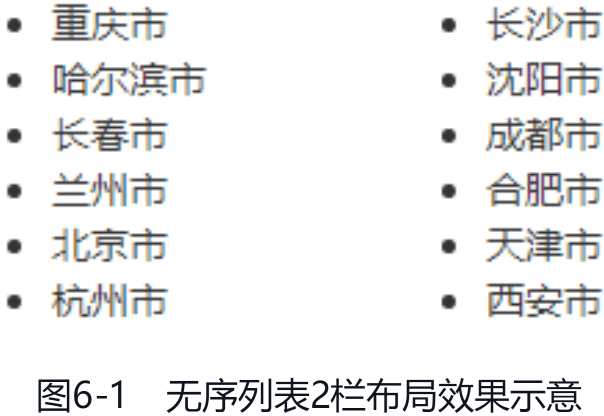 • 重庆市
• 哈尔滨市
• 长春市
• 兰州市
• 北京市
• 杭州市
• 长沙市
• 沈阳市
• 成都市
• 合肥市
• 天津市
• 西安市
图6-1 无序列表2栏布局效果示意